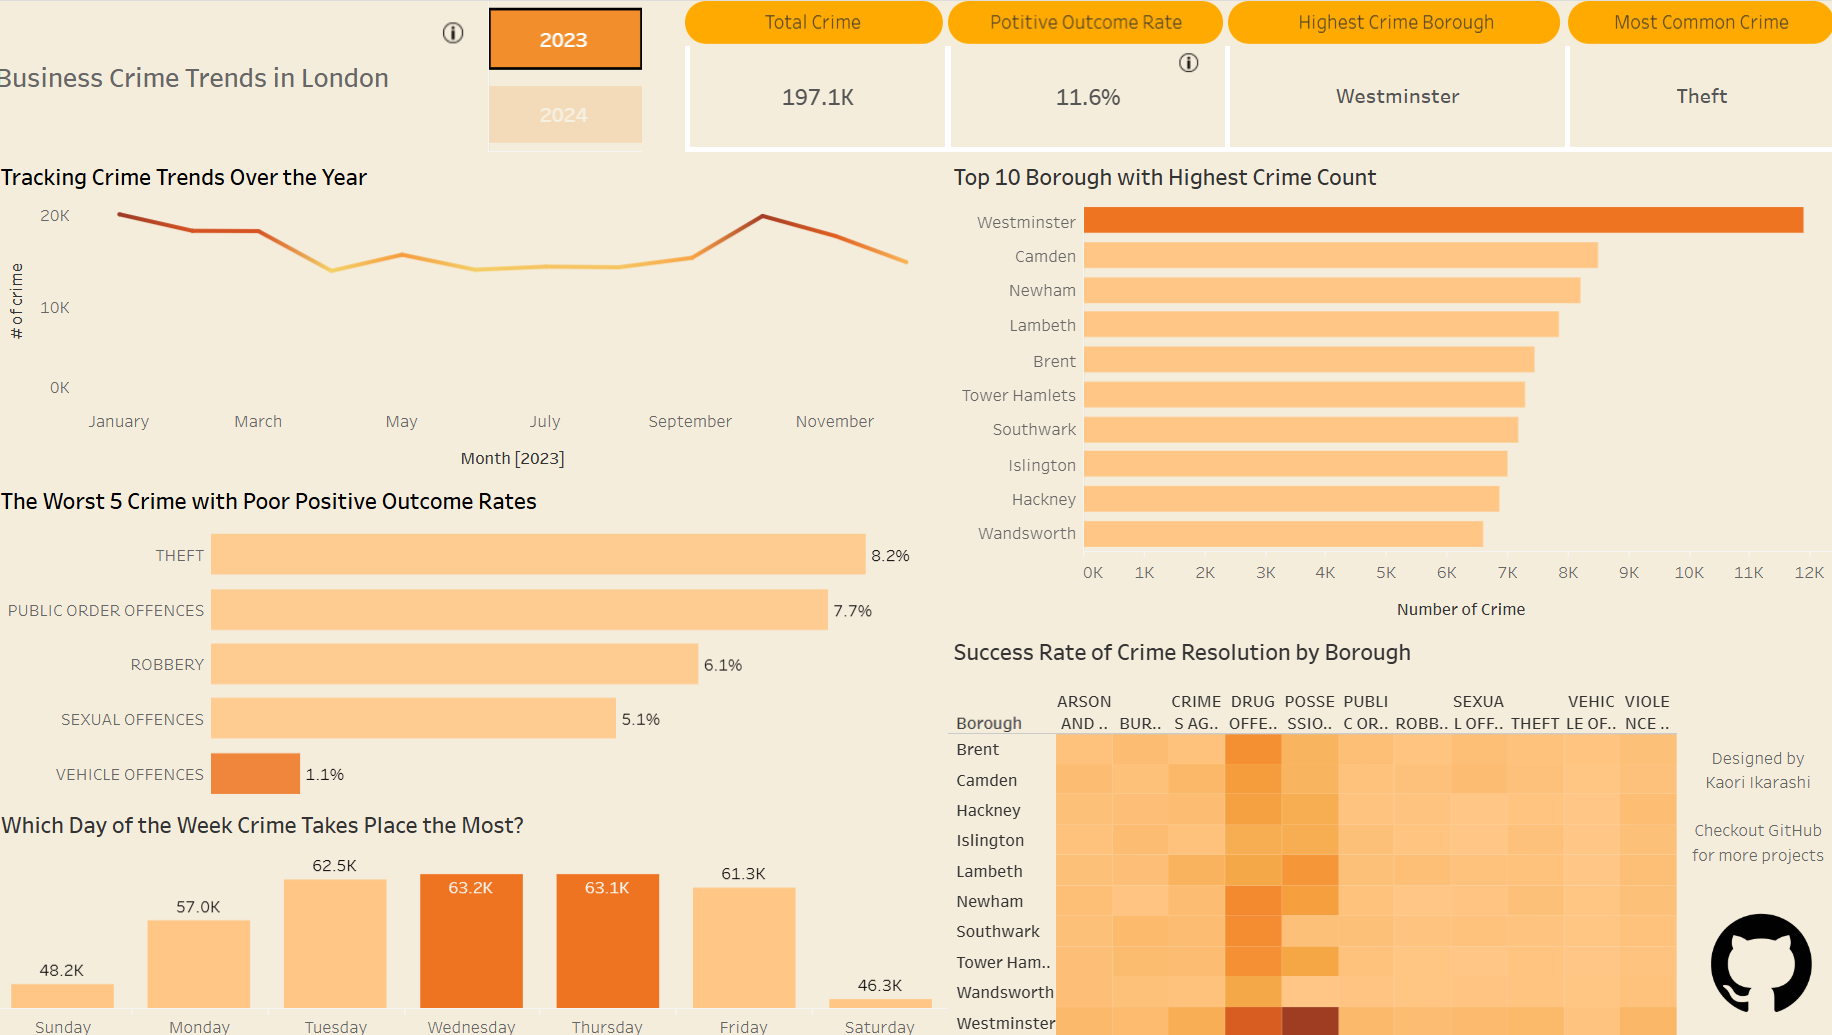 Business Crime Trends in London
2023
2024
Total Crime
197.1K
Potitive Outcome Rate
11.6%
Highest Crime Borough
Westminster
Most Common Crime
Theft
Tracking Crime Trends Over the Year
# of crime
20K
10K
0K
January March May July September November
Month [2023]
The Worst 5 Crime with Poor Positive Outcome Rates
THEFT 8.2%
PUBLIC ORDER OFFENCES 7.7%
ROBBERY 6.1%
SEXUAL OFFENCES 5.1%
VEHICLE OFFENCES 1.1%
Which Day of the Week Crime Takes Place the Most?
48.2K 57.0K 62.5K 63.2K 63.1K 61.3K 46.3K
Sunday Monday Tuesday Wednesday Thursday Friday Saturday
Top 10 Borough with Highest Crime Count
Westminster
Camden
Newham
Lambeth
Brent
Tower Hamlets
Southwark
Islington
Hackney
Wandsworth
0K 1K 2K 3K 4K 5K 6K 7K 8K 9K 10K 11K 12K
Number of Crime
Success Rate of Crime Resolution by Borough
ARSON CRIME DRUG POSSE PUBLI SEXUA VEHIC VIOLE
Borough AND .. BUR.. S AG.. OFFE.. SSIO.. C OR.. ROBB.. L OFF.. THEFT LE OF.. NCE ..
Brent
Camden
Hackney
Islington
Lambeth
Newham
Southwark
Tower Ham..
Wandsworth
Westminster
Designed by
Kaori Ikarashi
Checkout GitHub
for more projects